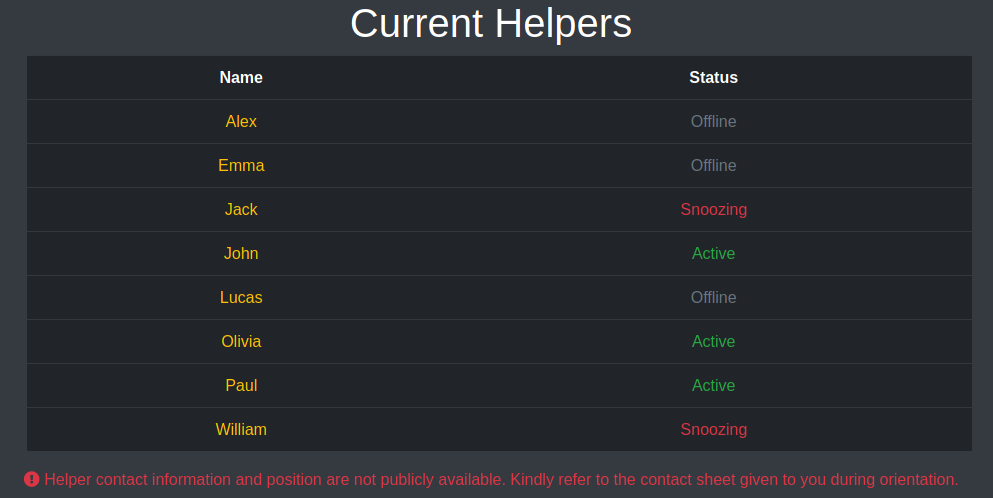 Current Helpers
Name Status
Alex Offline
Emma Offline
Jack Snoozing
John Active
Lucas Offline
Olivia Active
Paul Active
William Snoozing
Helper contact information and position are not publicly available. Kindly refer to the contact sheet given to you during orientation.